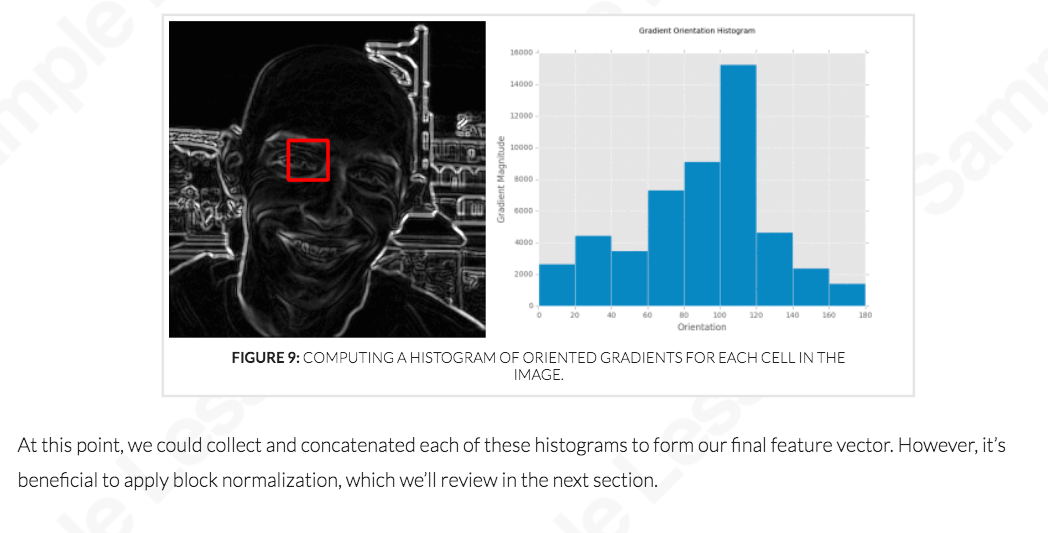 Gradient Orientation Histogram
16000
14000
12000
10000
8000
6000
4000
2000
0
Gradient Magnitude
0 20 40 60 80 100 120 140 160 180
Orientation
FIGURE 9: COMPUTING A HISTOGRAM OF ORIENTED GRADIENTS FOR EACH CELL IN THE
IMAGE.
At this point, we could collect and concatenated each of these histograms to form our final feature vector. However, it’s
beneficial to apply block normalization, which we’ll review in the next section.